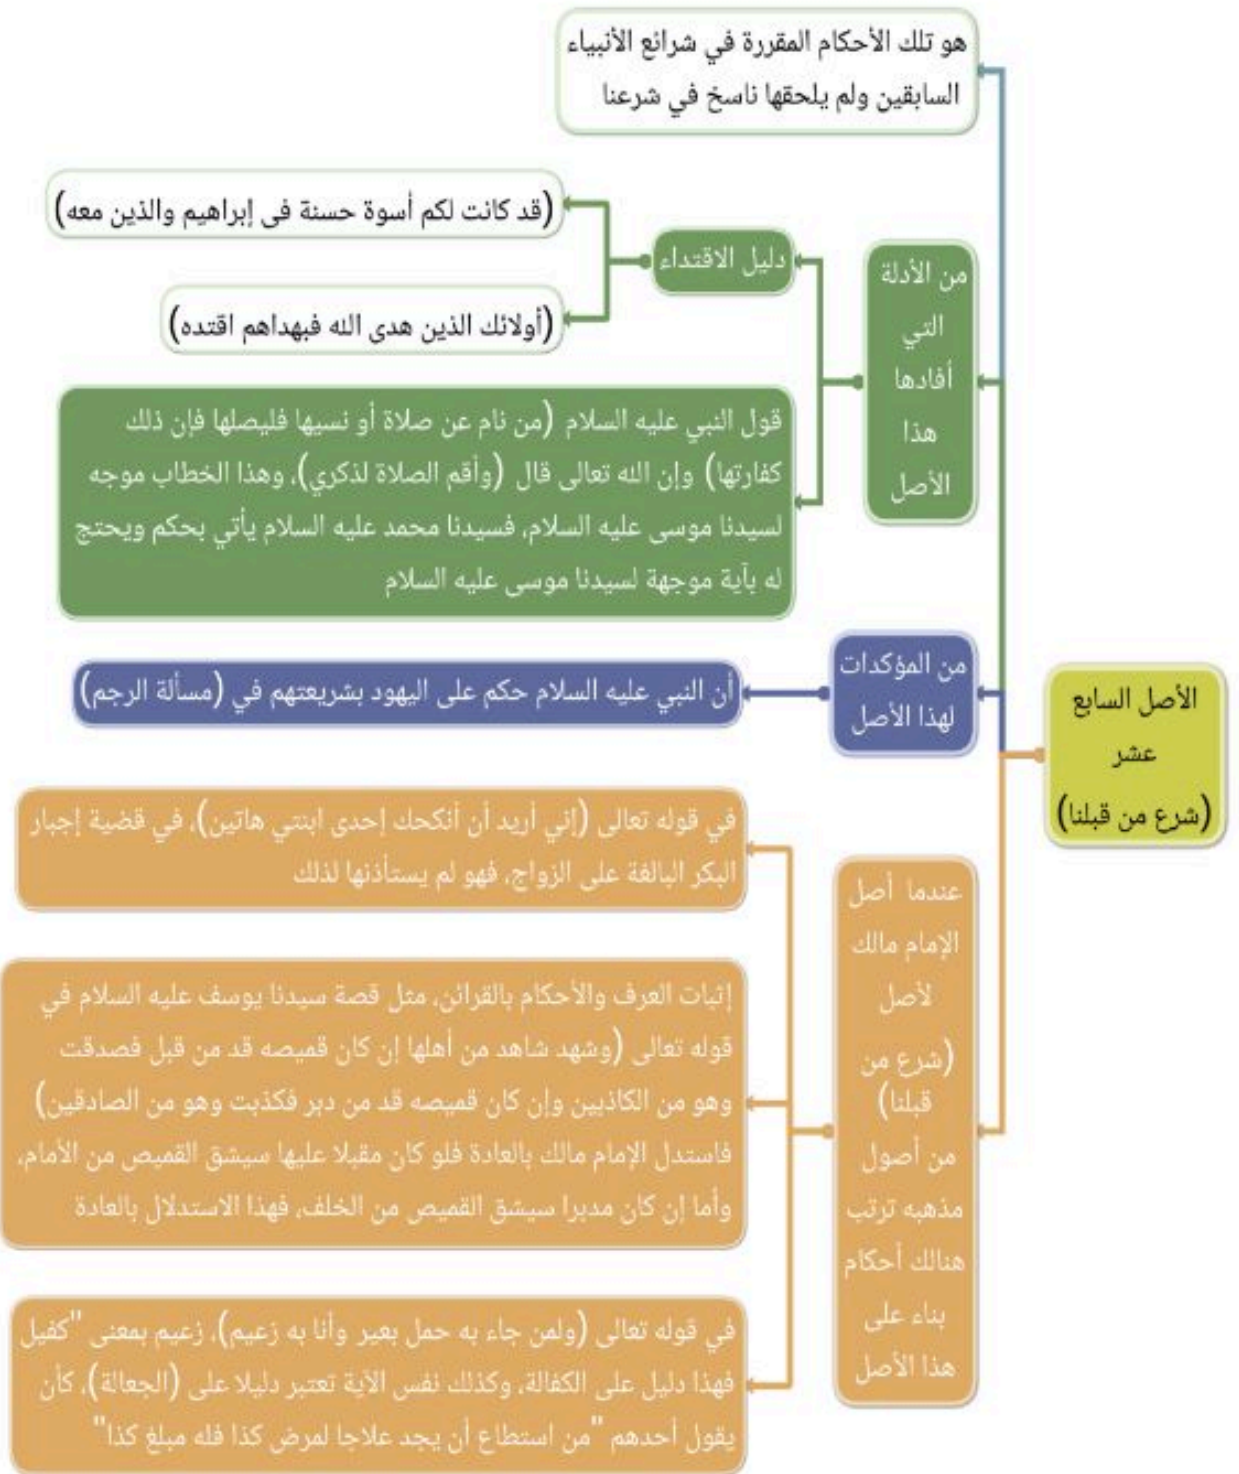 الأصل السابع
عشر
(شرع من قبلنا)
هو تلك الأحكام المقررة في شرائع الأنبياء
السابقين ولم يلحقها ناسخ في شرعنا
من الأدلة
التي
أفادها
هذا
الأصل
دليل الاقتداء
(قد كانت لكم أسوة حسنة في إبراهيم والذين معه)
(أولائك الذين هدى الله فبهداهم اقتده)
قول النبي عليه السلام (من نام عن صلاة أو نسيها فليصلها فإن ذلك
كفارتها) وإن الله تعالى قال (وأقم الصلاة لذكري)، وهذا الخطاب موجه
لسيدنا موسى عليه السلام، فسيدنا محمد عليه السلام يأتي بحكم ويحتج
له بآية موجهة لسيدنا موسى عليه السلام
من المؤكدات
لهذا الأصل
أن النبي عليه السلام حكم على اليهود بشريعتهم في (مسألة الرجم)
عندما أصل
الإمام مالك
لأصل
(شرع من
قبلنا)
من أصول
مذهبه ترتب
هنالك أحكام
بناء على
هذا الأصل
في قوله تعالى (إني أريد أن أنكحك إحدى ابنتي هاتين)، في قضية إجبار
البكر البالغة على الزواج، فهو لم يستأذنها لذلك
إثبات العرف والأحكام بالقرائن، مثل قصة سيدنا يوسف عليه السلام في
قوله تعالى (وشهد شاهد من أهلها إن كان قميصه قد من قبل فصدقت
وهو من الكاذبين وإن كان قميصه قد من دبر فكذبت وهو من الصادقين)
فاستدل الإمام مالك بالعادة فلو كان مقبلا عليها سيشق القميص من الأمام،
وأما إن كان مدبرا سيشق القميص من الخلف، فهذا الاستدلال بالعادة
في قوله تعالى (ولمن جاء به حمل بعير وأنا به زعيم)، زعيم بمعنى "كفيل
فهذا دليل على الكفالة، وكذلك نفس الآية تعتبر دليلا على (الجعالة)، كأن
يقول أحدهم "من استطاع أن يجد علاجا لمرض كذا فله مبلغ كذا"